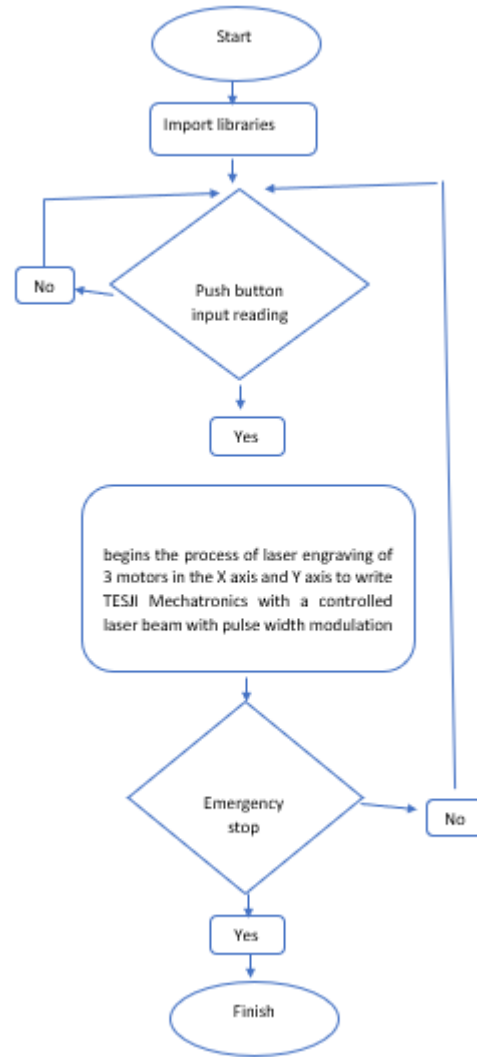 Start
Import libraries
No
Push button
input reading
Yes
begins the process of laser engraving of
3 motors in the X axis and Y axis to write
TESJI Mechatronics with a controlled
laser beam with pulse width modulation
Emergency
stop
No
Yes
Finish